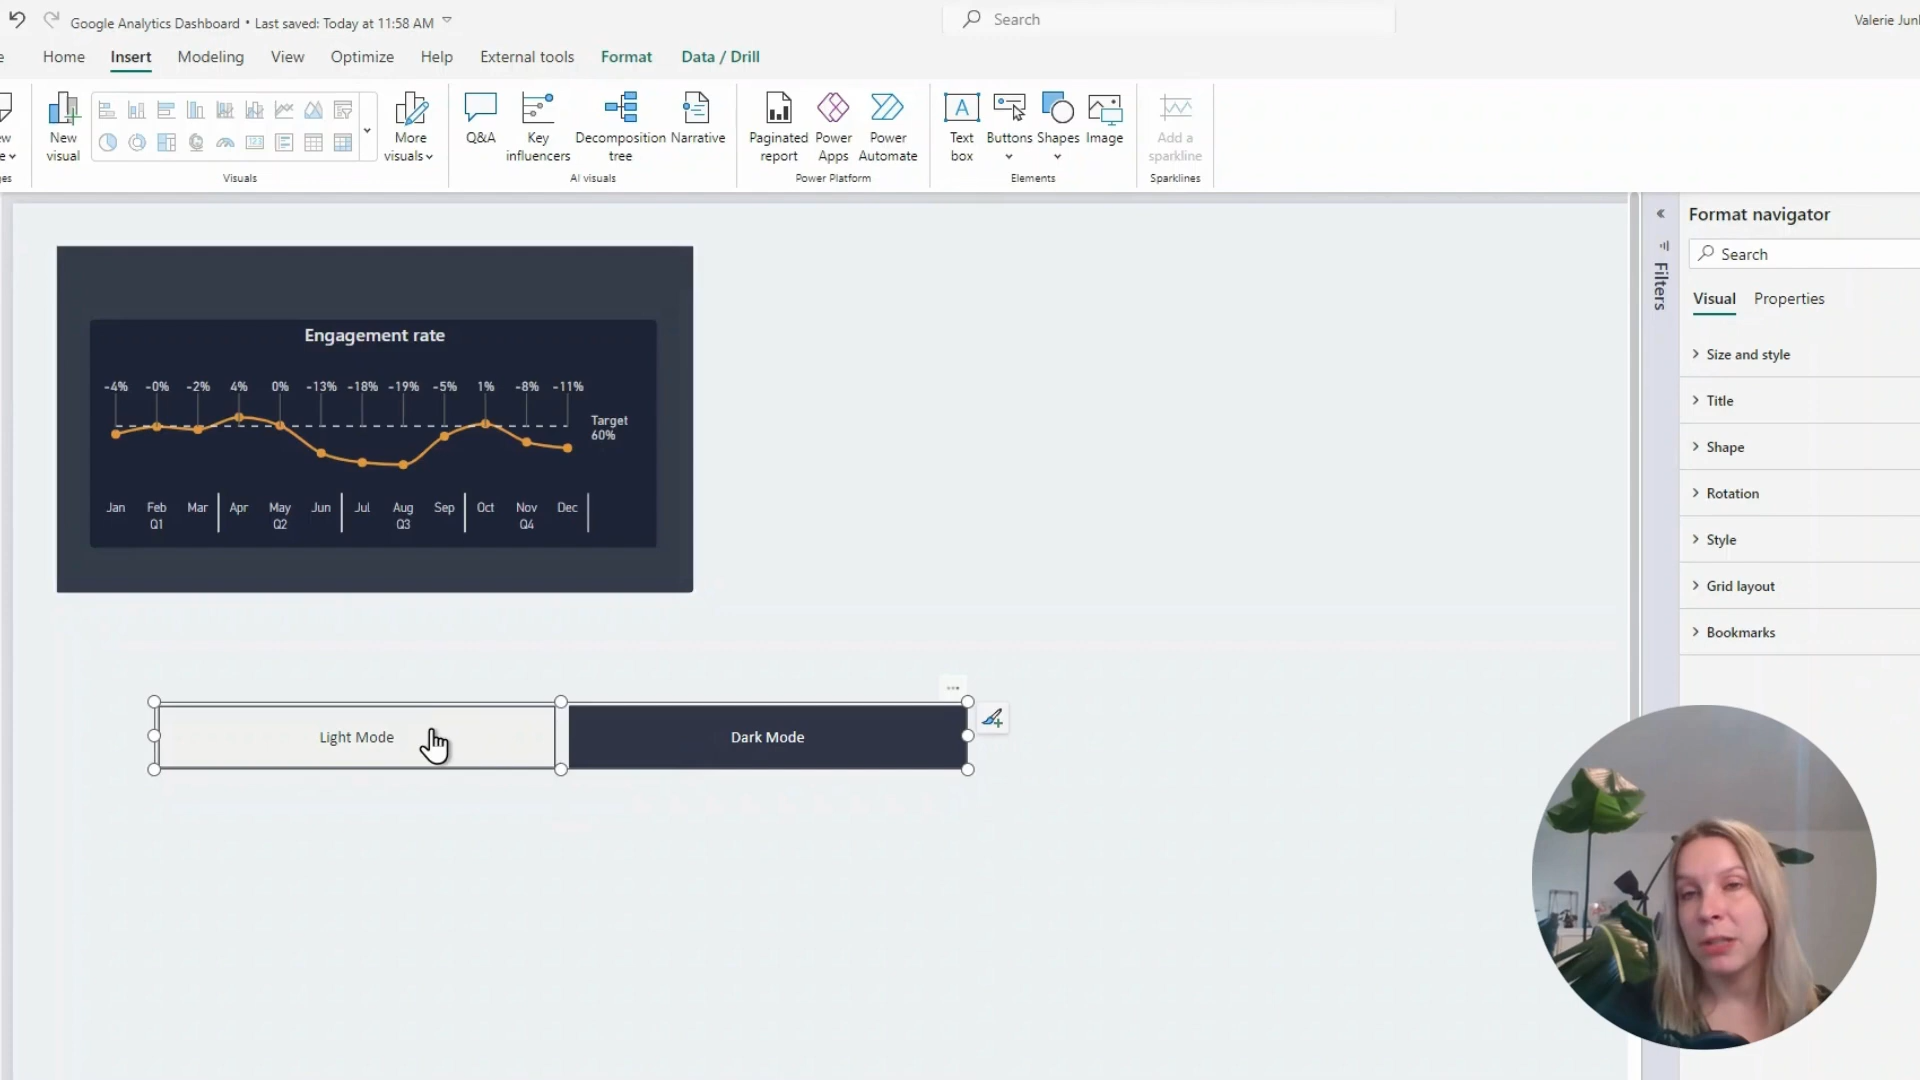 Google Analytics Dashboard • Last saved: Today at 11:58 AM
Search
Home Insert Modeling View Optimize Help External tools Format Data / Drill
New visual
More visuals
Visuals
Q&A
Key influencers
Decomposition tree
Narrative
AI visuals
Paginated report
Power Apps
Power Automate
Power Platform
Text box
Buttons
Shapes
Image
Elements
Add a sparkline
Sparklines
Engagement rate
-4% -0% -2% 4% 0% -13% -18% -19% -5% 1% -8% -11%
Target
60%
Jan Feb Mar Apr May Jun Jul Aug Sep Oct Nov Dec
Q1 Q2 Q3 Q4
Light Mode
Dark Mode
Filters
Format navigator
Search
Visual Properties
Size and style
Title
Shape
Rotation
Style
Grid layout
Bookmarks